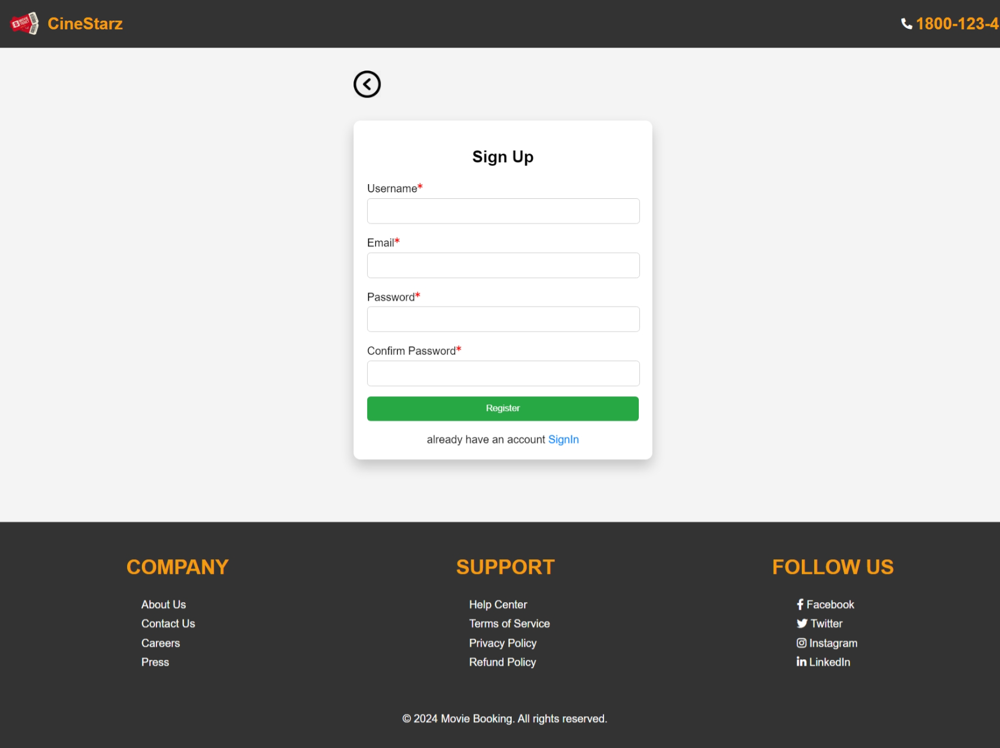 MOVIE
TICKET
CineStarz
1800-123-4
Sign Up
Username*
Email*
Password*
Confirm Password*
Register
already have an account SignIn
COMPANY
SUPPORT
FOLLOW US
About Us
Help Center
Facebook
Contact Us
Terms of Service
Twitter
Careers
Privacy Policy
Instagram
Press
Refund Policy
LinkedIn
© 2024 Movie Booking. All rights reserved.